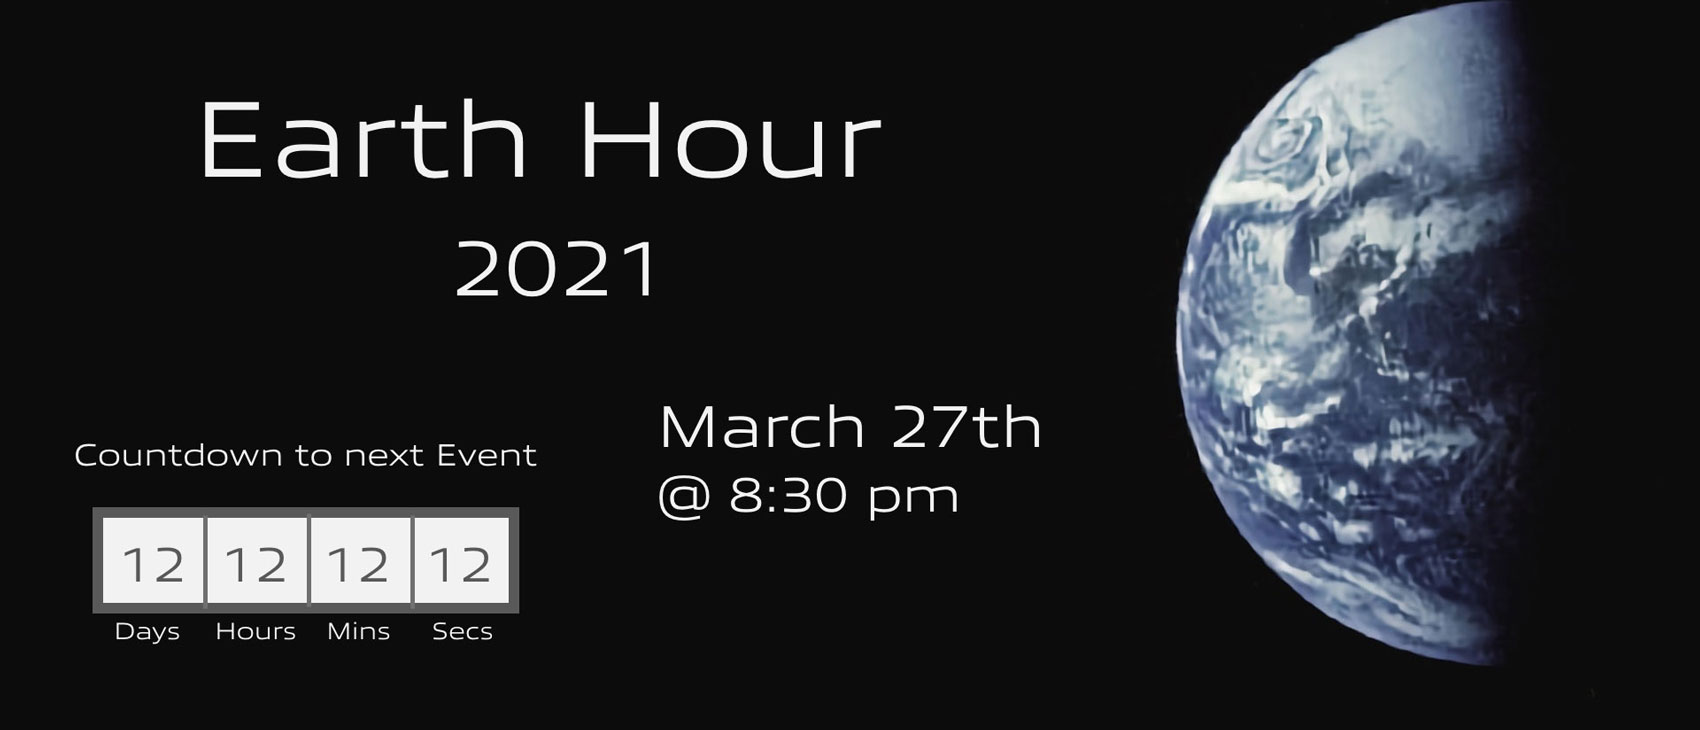 Earth Hour
2021
March 27th
@ 8:30 pm
Countdown to next Event
12 12 12 12
Days Hours Mins Secs